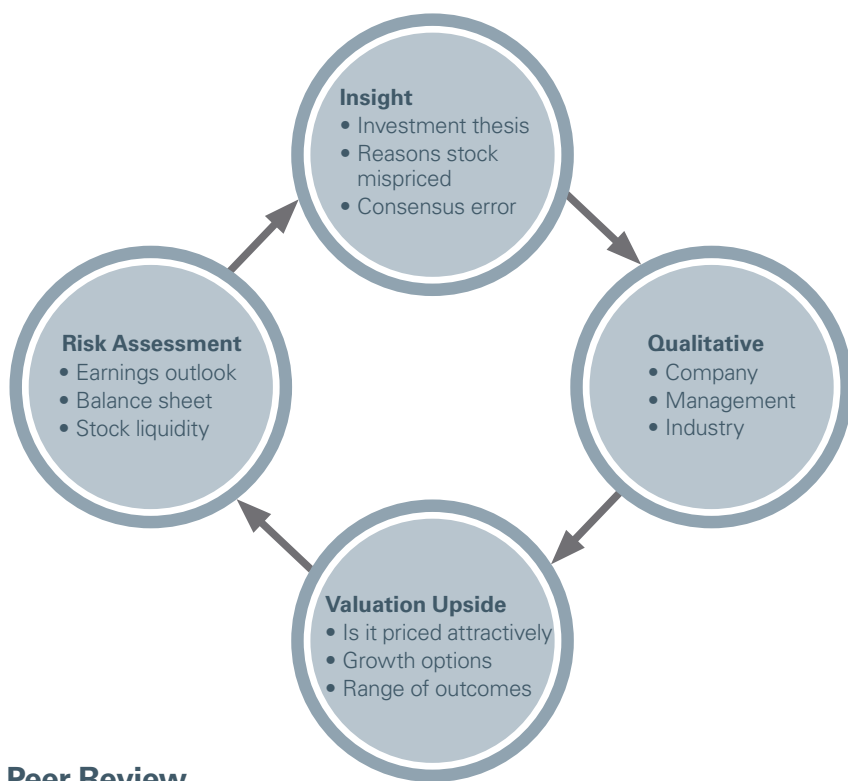 Insight
• Investment thesis
• Reasons stock
mispriced
• Consensus error
Risk Assessment
• Earnings outlook
• Balance sheet
• Stock liquidity
Qualitative
• Company
• Management
• Industry
Valuation Upside
• Is it priced attractively
• Growth options
• Range of outcomes
Peer Review